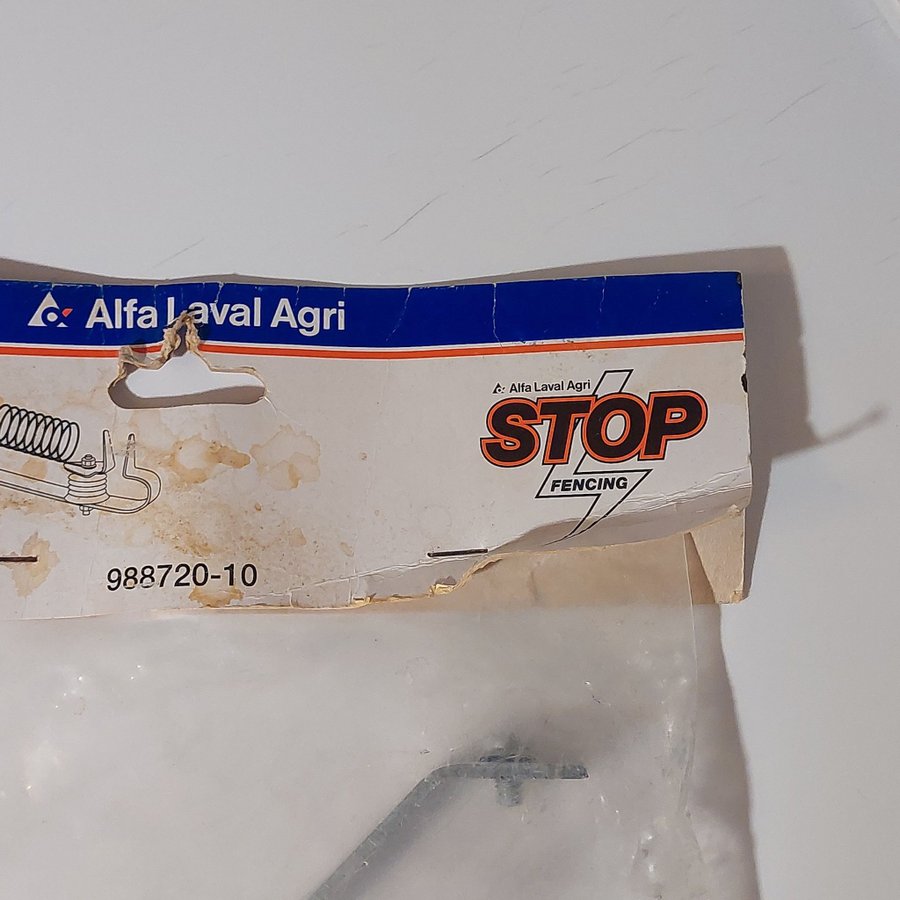 Alfa Laval Agri
Alfa Laval Agri
STOP
FENCING
988720-10